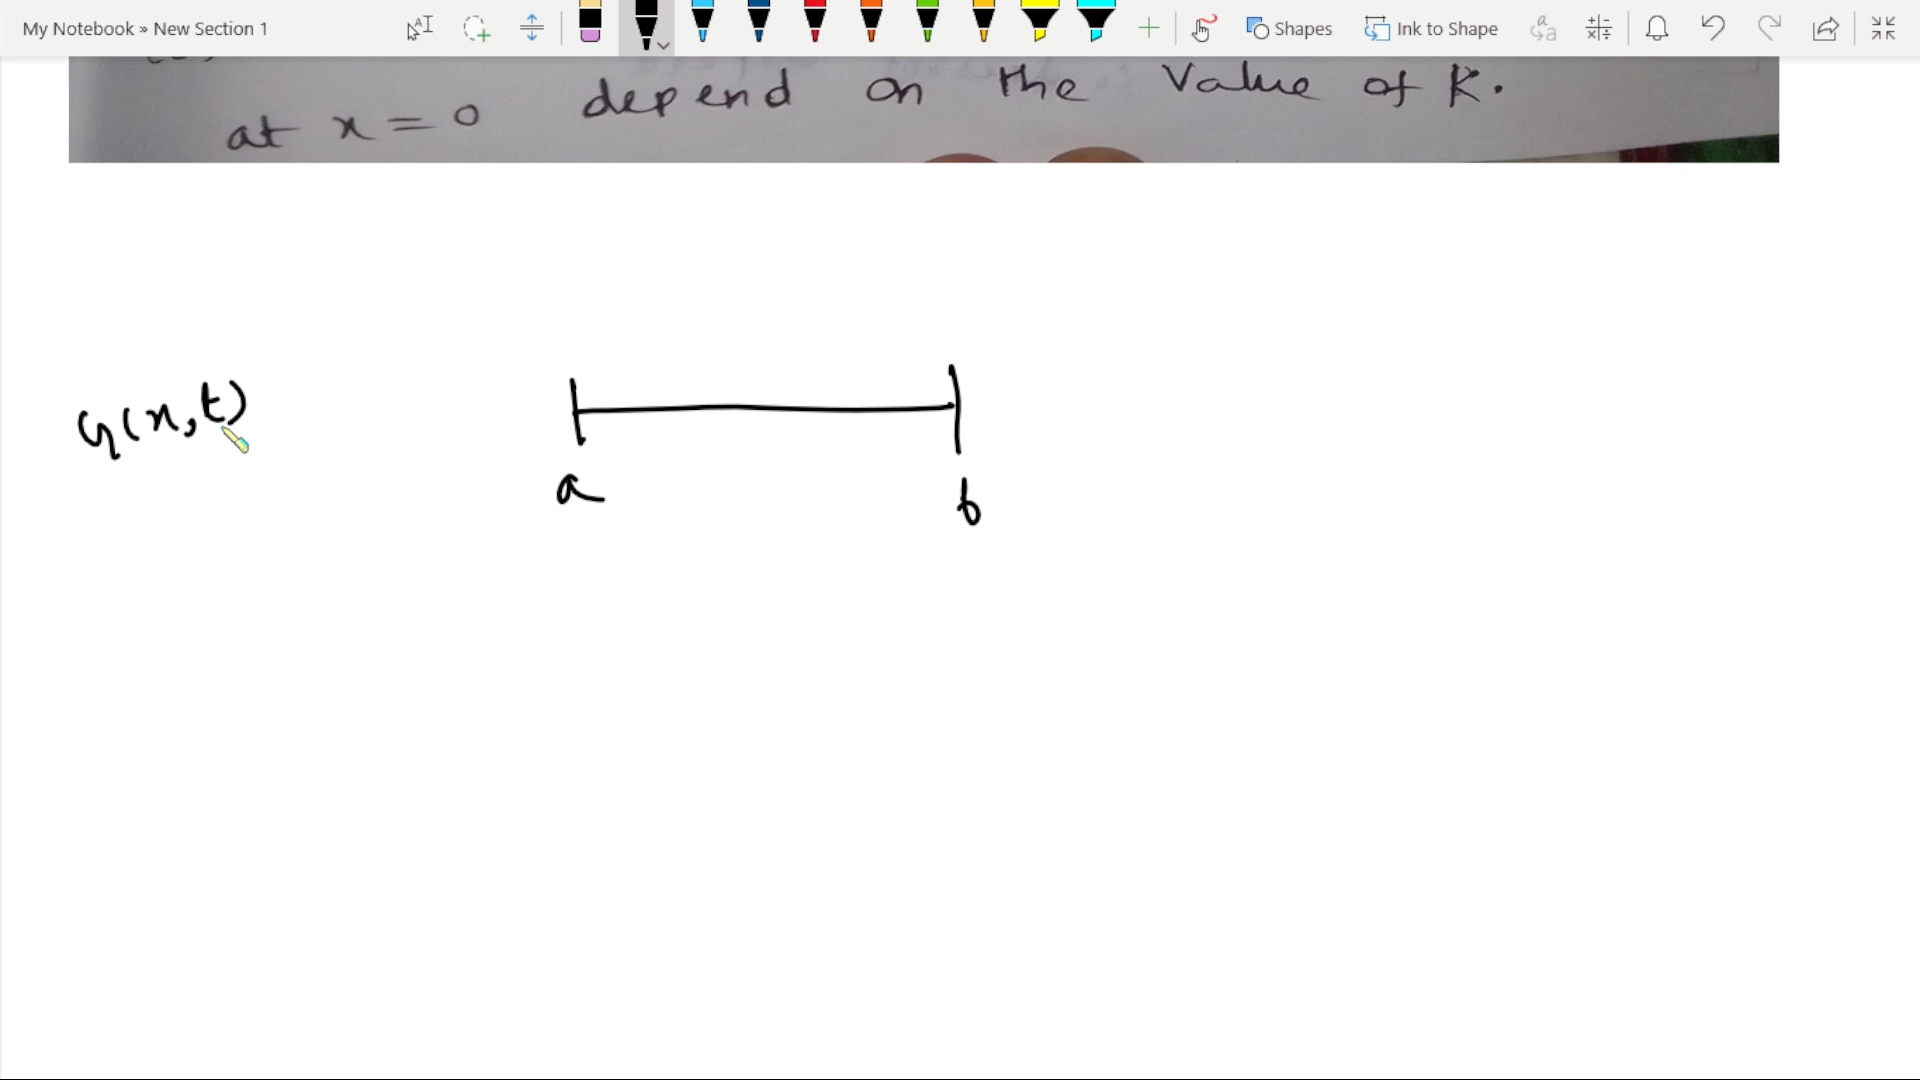 My Notebook » New Section 1
Shapes
Ink to Shape
at x = 0 depend on the value of K.
G(x,t)
a
b